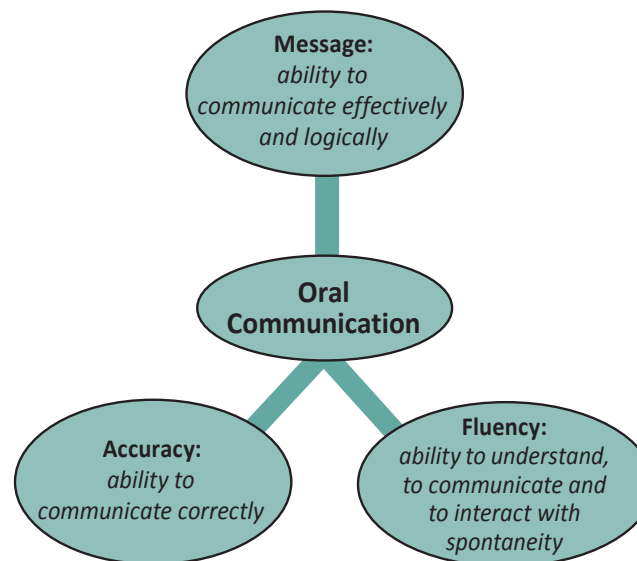 Message:
ability to
communicate effectively
and logically
Oral
Communication
Accuracy:
ability to
communicate correctly
Fluency:
ability to understand,
to communicate and
to interact with
spontaneity